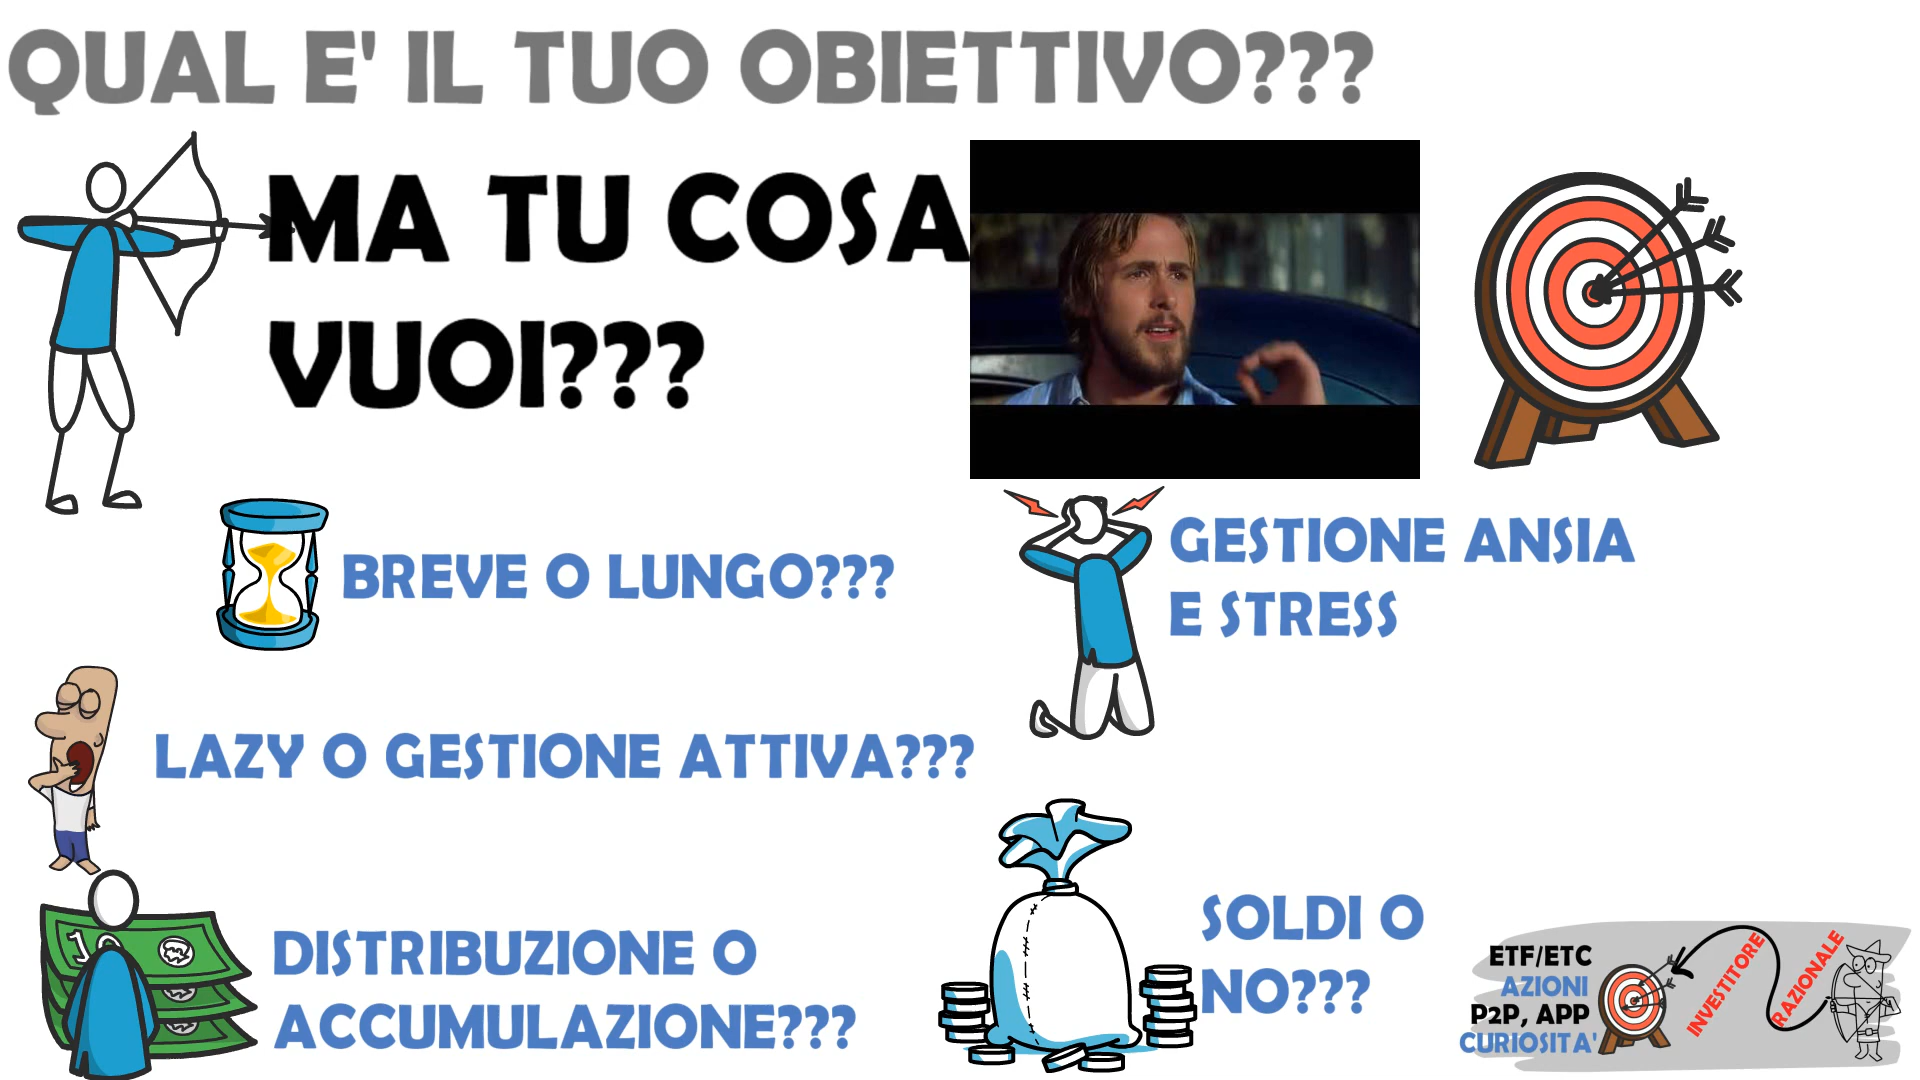 QUAL E' IL TUO OBIETTIVO???
MA TU COSA
VUOI???
BREVE O LUNGO???
GESTIONE ANSIA
E STRESS
LAZY O GESTIONE ATTIVA???
DISTRIBUZIONE O
ACCUMULAZIONE???
SOLDI O
NO???
ETF/ETC
AZIONI
P2P, APP
CURIOSITA'
INVESTITORE
RAZIONALE